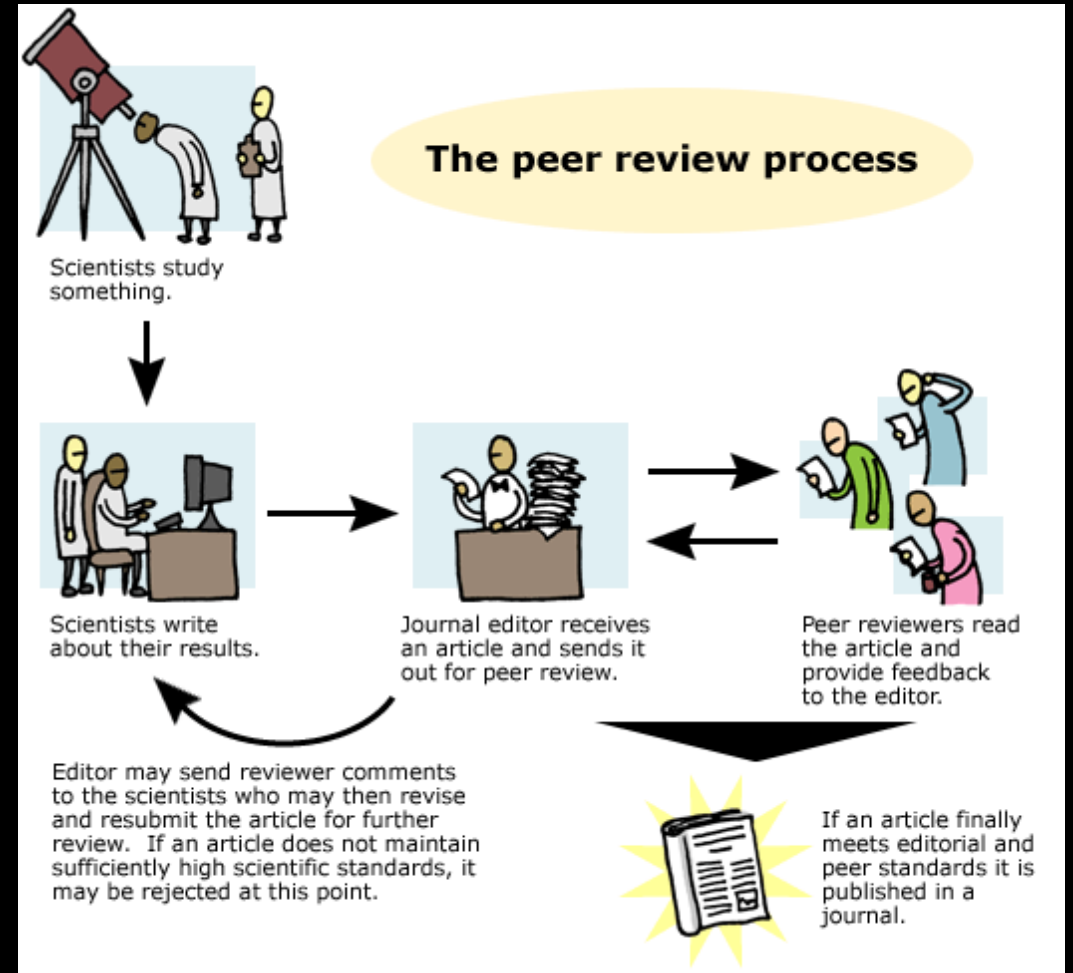 The peer review process
Scientists study
something.
Scientists write
about their results.
Journal editor receives
an article and sends it
out for peer review.
Peer reviewers read
the article and
provide feedback
to the editor.
Editor may send reviewer comments
to the scientists who may then revise
and resubmit the article for further
review.  If an article does not maintain
sufficiently high scientific standards, it
may be rejected at this point.
If an article finally
meets editorial and
peer standards it is
published in a
journal.